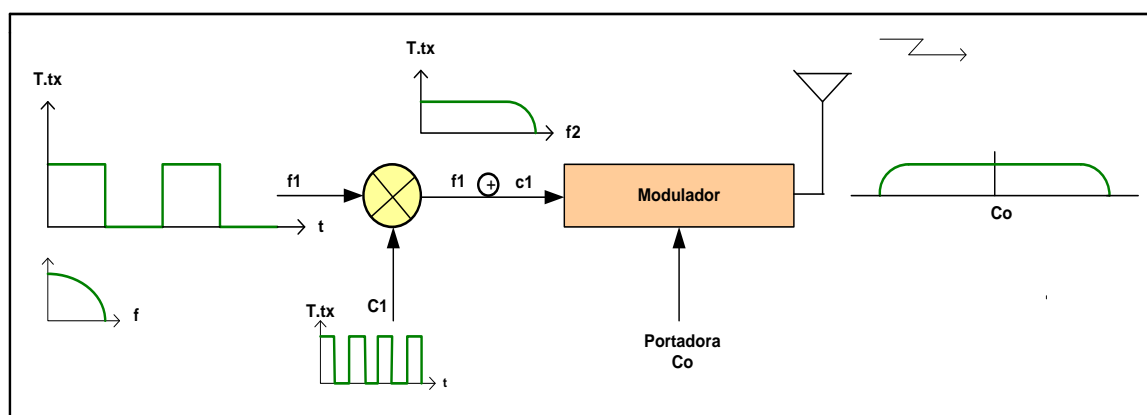 T.tx
T.tx
f2
f1
f1 + c1
Modulador
t
Co
f
C1
T.tx
t
Portadora
Co